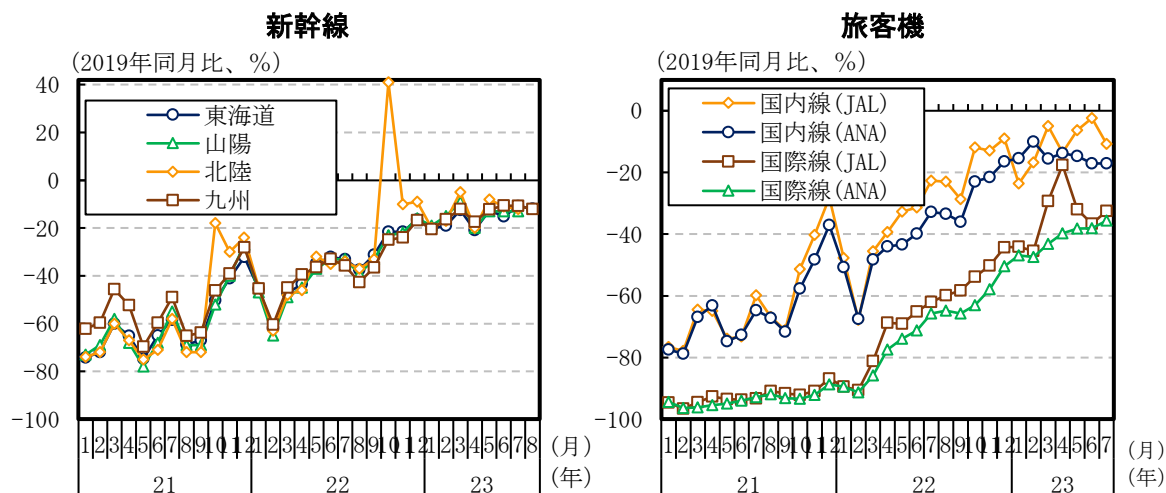 新幹線
(2019年同月比、%)
40
20
0
-20
-40
-60
-80
-100
東海道
山陽
北陸
九州
1 2 3 4 5 6 7 8 9 10 11 12 1 2 3 4 5 6 7 8 9 10 11 12 1 2 3 4 5 6 7 8 (月)
21 22 23 (年)
旅客機
(2019年同月比、%)
-0
-20
-40
-60
-80
-100
国内線(JAL)
国内線(ANA)
国際線(JAL)
国際線(ANA)
1 2 3 4 5 6 7 8 9 10 11 12 1 2 3 4 5 6 7 8 9 10 11 12 1 2 3 4 5 6 7 (月)
21 22 23 (年)